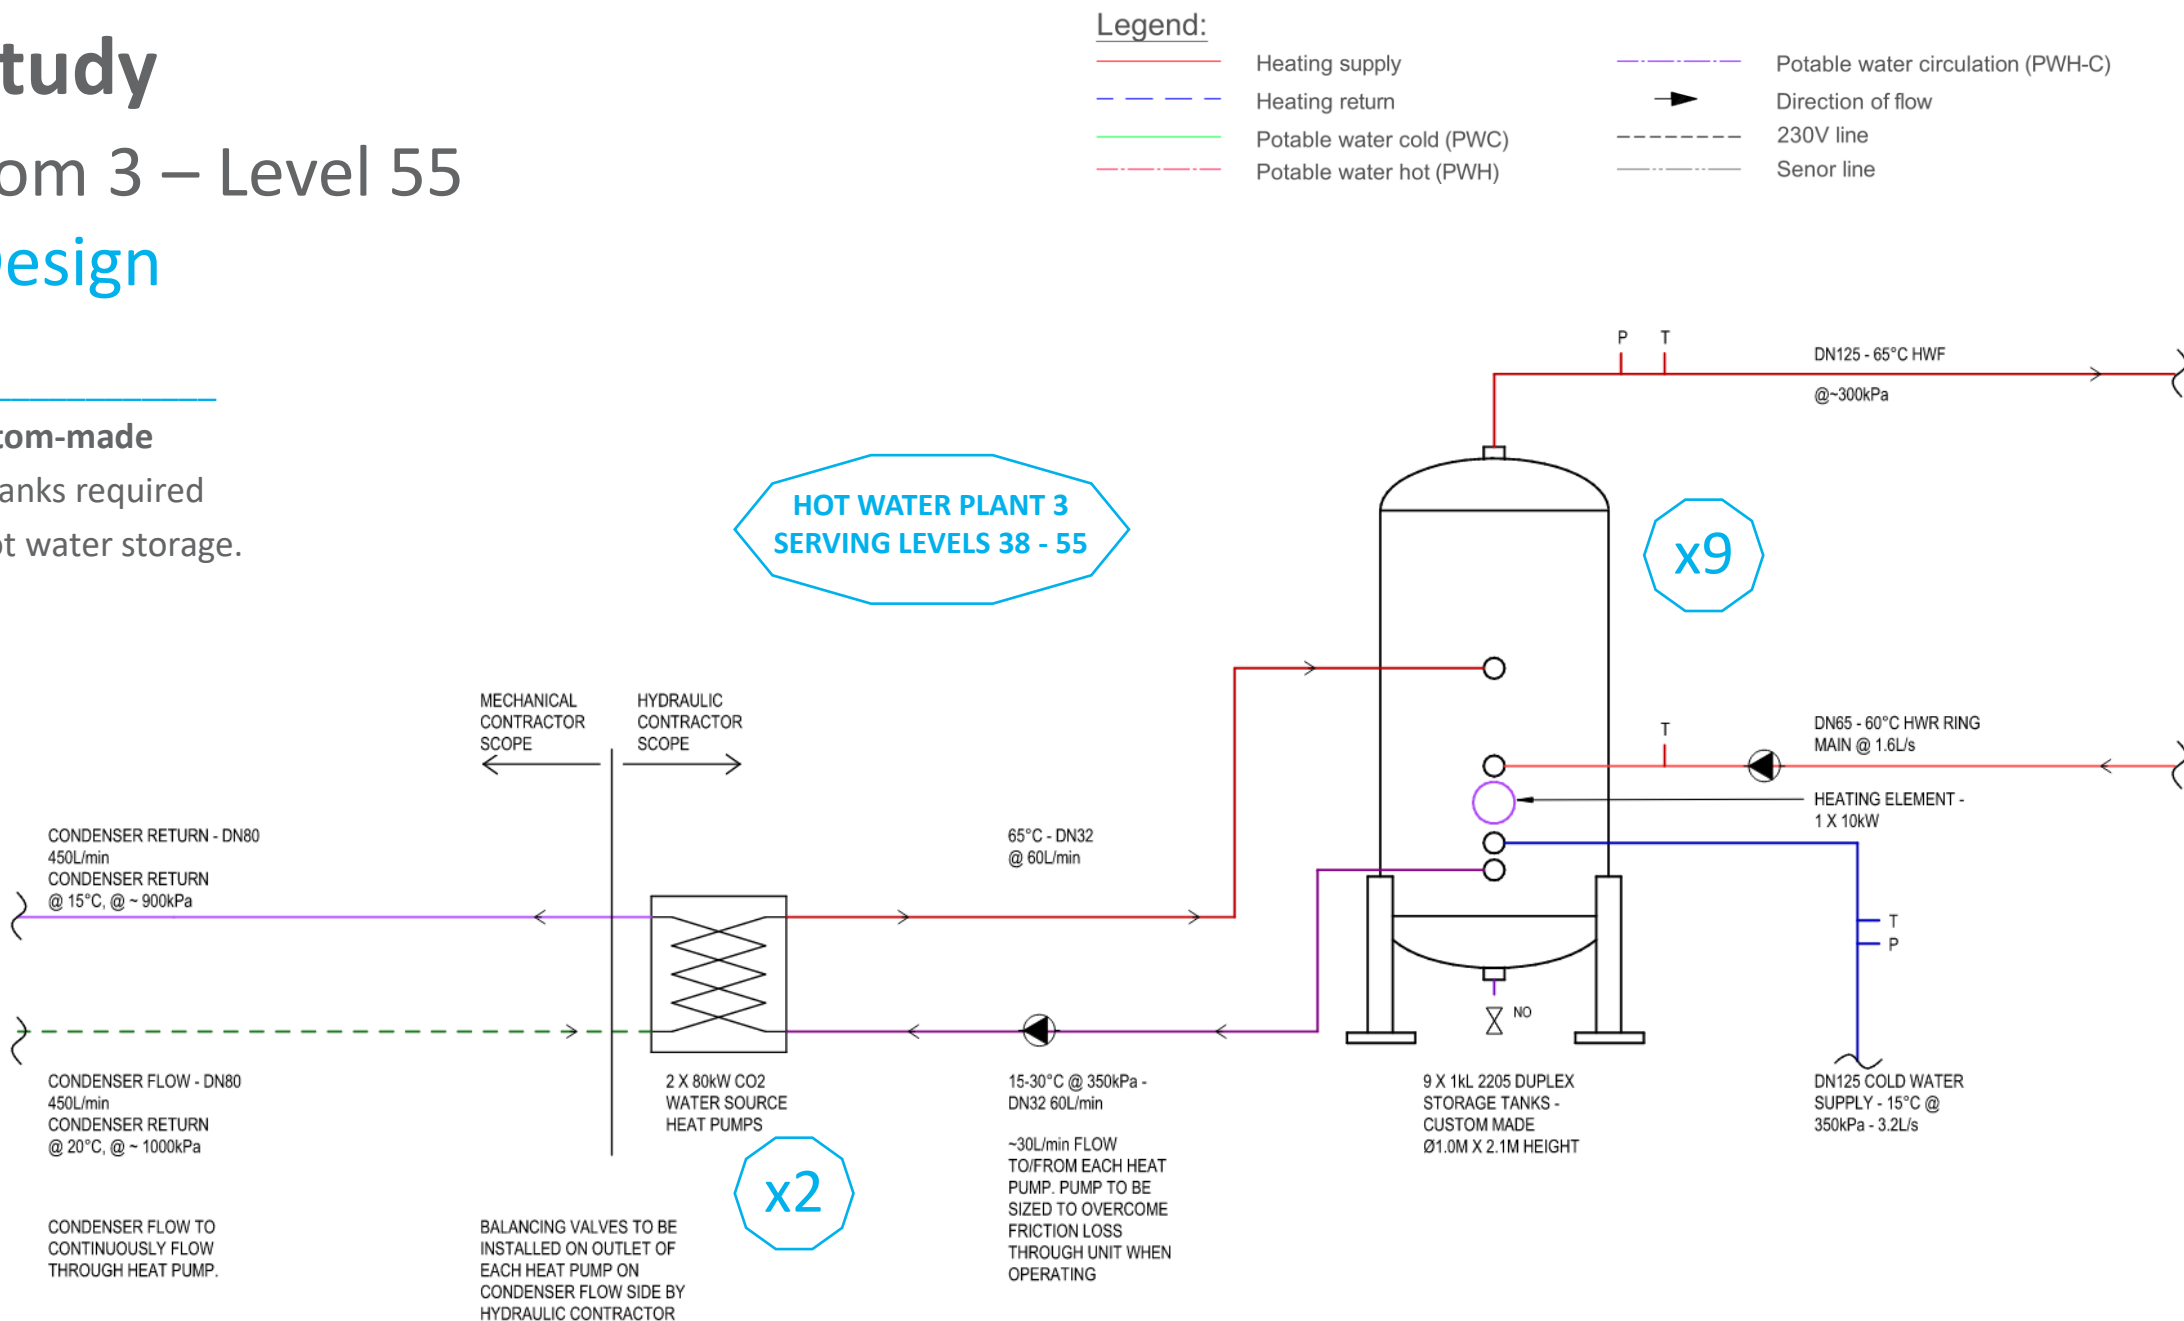 tudy
om 3 – Level 55
esign
tom-made
anks required
ot water storage.
Legend:
Heating supply
Heating return
Potable water cold (PWC)
Potable water hot (PWH)
Potable water circulation (PWH-C)
Direction of flow
230V line
Senor line
HOT WATER PLANT 3
SERVING LEVELS 38 - 55
P T
DN125 - 65°C HWF
@~300kPa
x9
MECHANICAL
CONTRACTOR
SCOPE
HYDRAULIC
CONTRACTOR
SCOPE
T
DN65 - 60°C HWR RING
MAIN @ 1.6L/s
HEATING ELEMENT -
1 X 10kW
CONDENSER RETURN - DN80
450L/min
CONDENSER RETURN
@ 15°C, @ ~ 900kPa
65°C - DN32
@ 60L/min
T
P
NO
CONDENSER FLOW - DN80
450L/min
CONDENSER RETURN
@ 20°C, @ ~ 1000kPa
2 X 80kW CO2
WATER SOURCE
HEAT PUMPS
x2
15-30°C @ 350kPa -
DN32 60L/min
~30L/min FLOW
TO/FROM EACH HEAT
PUMP. PUMP TO BE
SIZED TO OVERCOME
FRICTION LOSS
THROUGH UNIT WHEN
OPERATING
9 X 1kL 2205 DUPLEX
STORAGE TANKS -
CUSTOM MADE
Ø1.0M X 2.1M HEIGHT
DN125 COLD WATER
SUPPLY - 15°C @
350kPa - 3.2L/s
CONDENSER FLOW TO
CONTINUOUSLY FLOW
THROUGH HEAT PUMP.
BALANCING VALVES TO BE
INSTALLED ON OUTLET OF
EACH HEAT PUMP ON
CONDENSER FLOW SIDE BY
HYDRAULIC CONTRACTOR